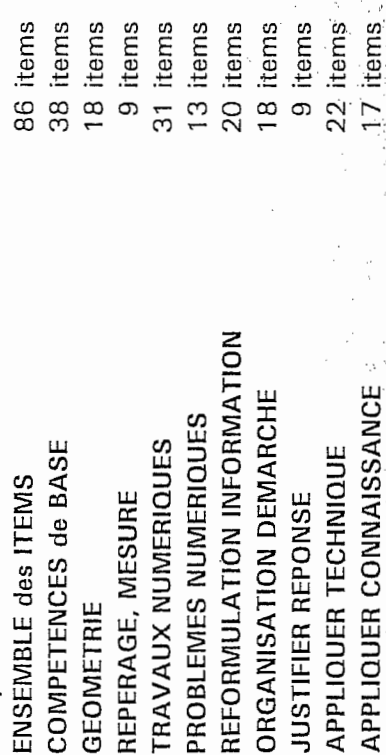 ENSEMBLE des ITEMS 86 items
COMPETENCES de BASE 38 items
GEOMETRIE 18 items
REPERAGE, MESURE 9 items
TRAVAUX NUMERIQUES 31 items
PROBLEMES NUMERIQUES 13 items
REFORMULATION INFORMATION 20 items
ORGANISATION DEMARCHE 18 items
JUSTIFIER REPONSE 9 items
APPLIQUER TECHNIQUE 22 items
APPLIQUER CONNAISSANCE 17 items